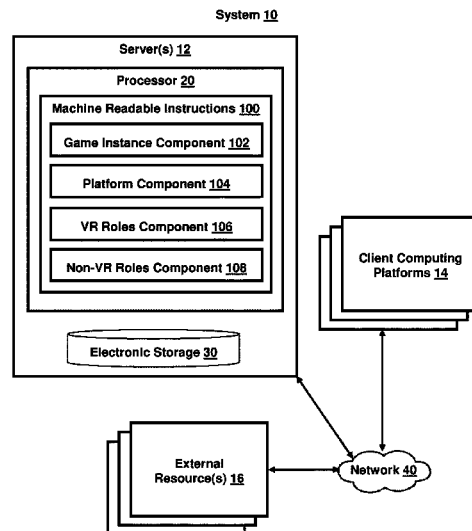 System 10
Server(s) 12
Processor 20
Machine Readable Instructions 100
Game Instance Component 102
Platform Component 104
VR Roles Component 106
Non-VR Roles Component 108
Electronic Storage 30
Client Computing
Platforms 14
External
Resource(s) 16
Network 40